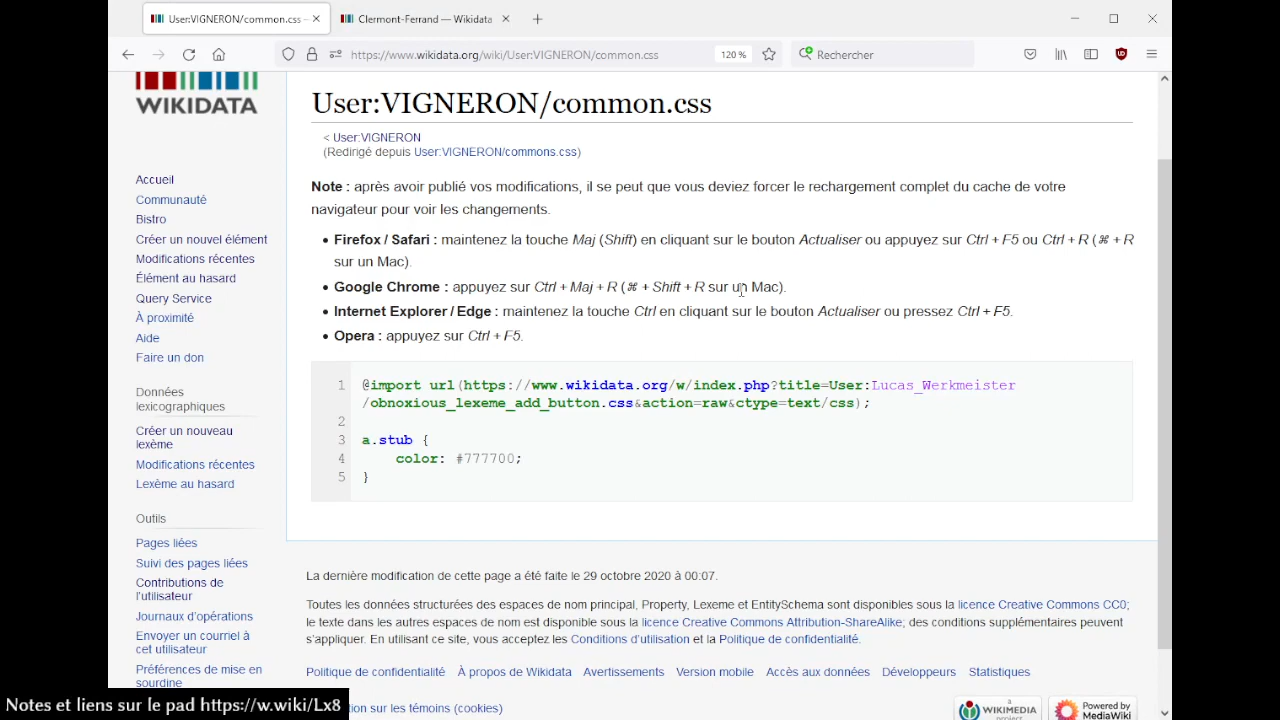 User:VIGNERON/common.css —
Clermont-Ferrand — Wikidata
https://www.wikidata.org/wiki/User:VIGNERON/common.css
120 %
Rechercher
WIKIDATA
User:VIGNERON/common.css
< User:VIGNERON
(Redirigé depuis User:VIGNERON/commons.css)
Note : après avoir publié vos modifications, il se peut que vous deviez forcer le rechargement complet du cache de votre
navigateur pour voir les changements.
Firefox / Safari : maintenez la touche Maj (Shift) en cliquant sur le bouton Actualiser ou appuyez sur Ctrl + F5 ou Ctrl + R (⌘ + R
sur un Mac).
Google Chrome : appuyez sur Ctrl + Maj + R (⌘ + Shift + R sur un Mac).
Internet Explorer / Edge : maintenez la touche Ctrl en cliquant sur le bouton Actualiser ou pressez Ctrl + F5.
Opera : appuyez sur Ctrl + F5.
1 @import url(https://www.wikidata.org/w/index.php?title=User:Lucas_Werkmeister
/obnoxious_lexeme_add_button.css&action=raw&ctype=text/css);
2
3 a.stub {
4 color: #777700;
5 }
Accueil
Communauté
Bistro
Créer un nouvel élément
Modifications récentes
Élément au hasard
Query Service
À proximité
Aide
Faire un don
Données
lexicographiques
Créer un nouveau
lexème
Modifications récentes
Lexème au hasard
Outils
Pages liées
Suivi des pages liées
Contributions de
l'utilisateur
Journaux d'opérations
Envoyer un courriel à
cet utilisateur
Préférences de mise en
sourdine
La dernière modification de cette page a été faite le 29 octobre 2020 à 00:07.
Toutes les données structurées des espaces de nom principal, Property, Lexeme et EntitySchema sont disponibles sous la licence Creative Commons CC0;
le texte dans les autres espaces de nom est disponible sous la licence Creative Commons Attribution-ShareAlike; des conditions supplémentaires peuvent
s'appliquer. En utilisant ce site, vous acceptez les Conditions d'utilisation et la Politique de confidentialité.
Politique de confidentialité À propos de Wikidata Avertissements Version mobile Accès aux données Développeurs Statistiques
sur les témoins (cookies)
A
WIKIMEDIA
project
Powered by
MediaWiki
Notes et liens sur le pad https://w.wiki/Lx8